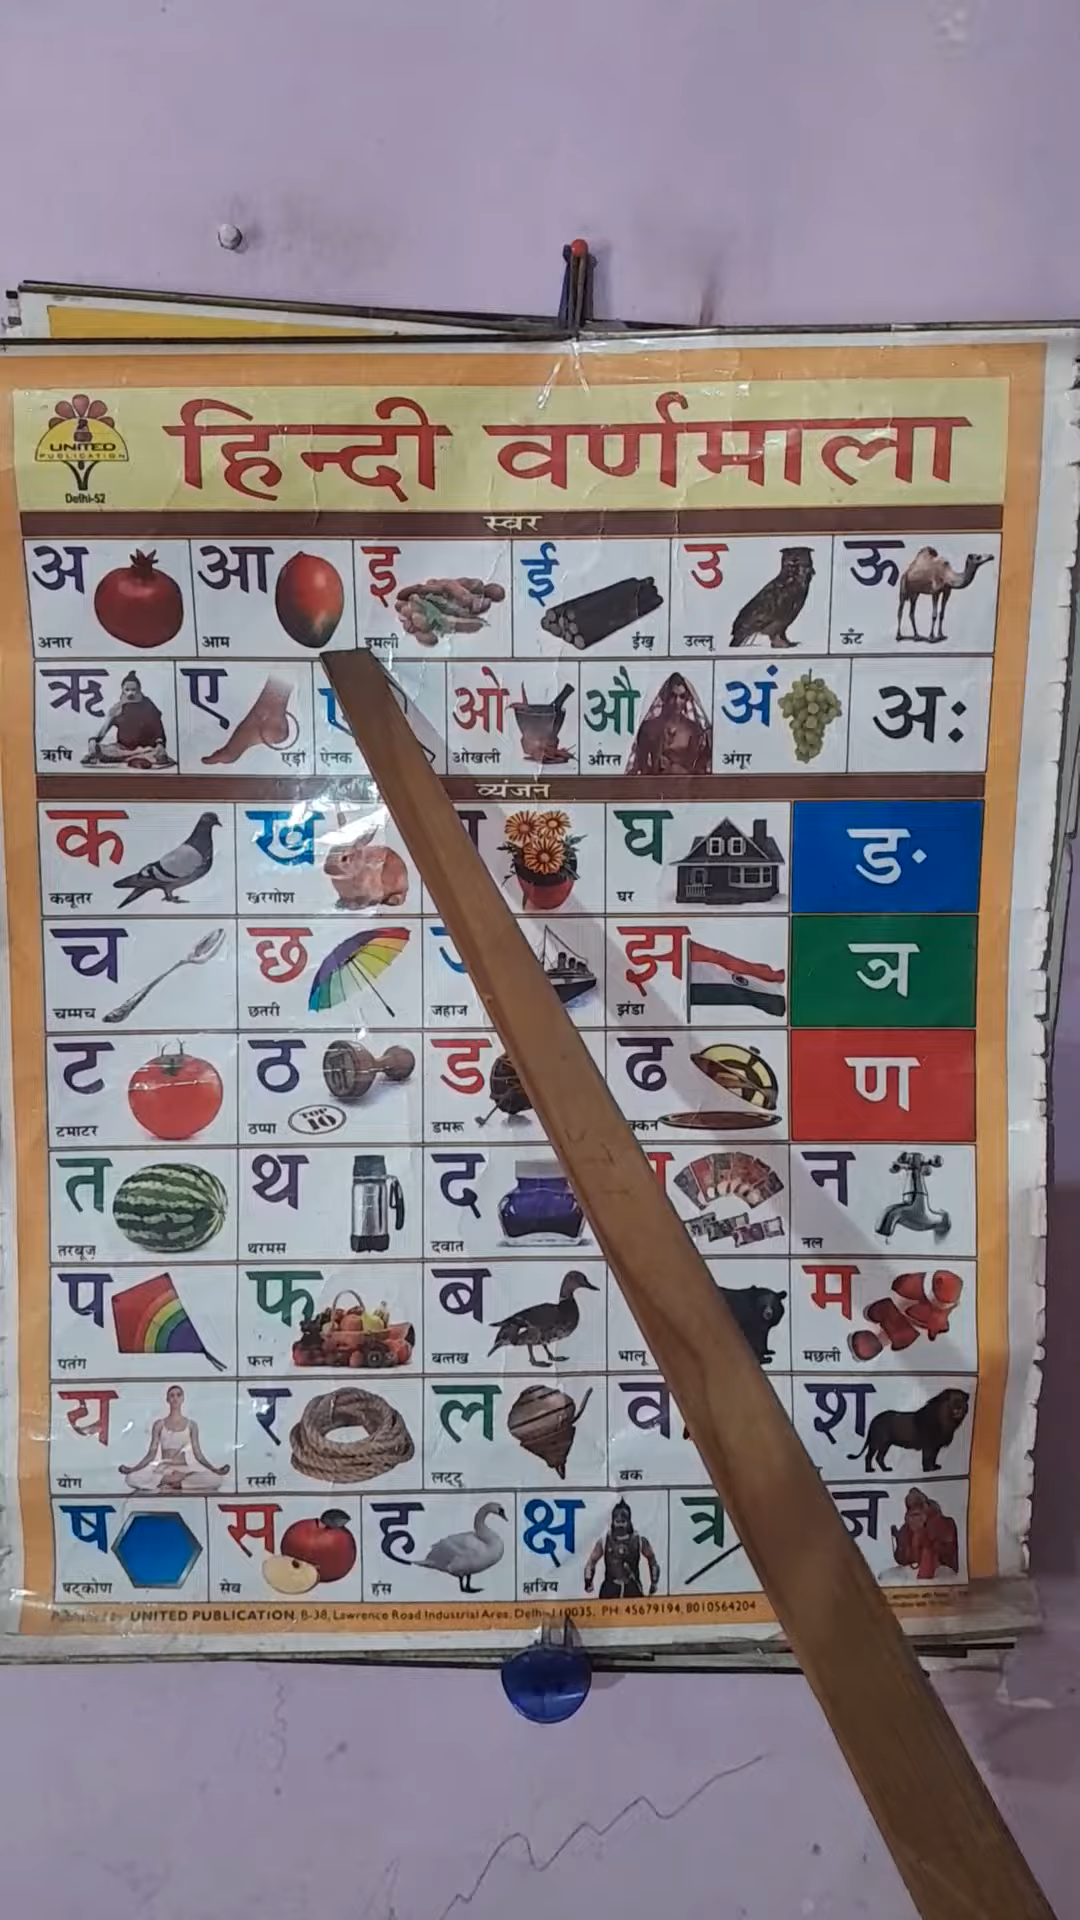 UNITED
PUBLICATION
Delhi-52
हिन्दी वर्णमाला
स्वर
अ आ इ ई उ ऊ
अनार आम इमली ईख उल्लू ऊँट
ऋ ए ओ औ अं अः
ऋषि एड़ी ऐनक ओखली औरत अंगूर
व्यंजन
क ख घ ङ
कबूतर खरगोश घर
च छ झ ञ
चम्मच छतरी जहाज झंडा
ट ठ ड ढ ण
TOP
10
टमाटर ठप्पा डमरू
त थ द न
तरबूज थरमस दवात नल
प फ ब म
पतंग फल बत्तख भालू मछली
य र ल व श
योग रस्सी लट्टू वक
ष स ह क्ष त्र
षट्कोण सेब हंस क्षत्रिय
Published by: UNITED PUBLICATION, B-38, Lawrence Road Industrial Area, Delhi-110035. PH: 45679194, 8010564204